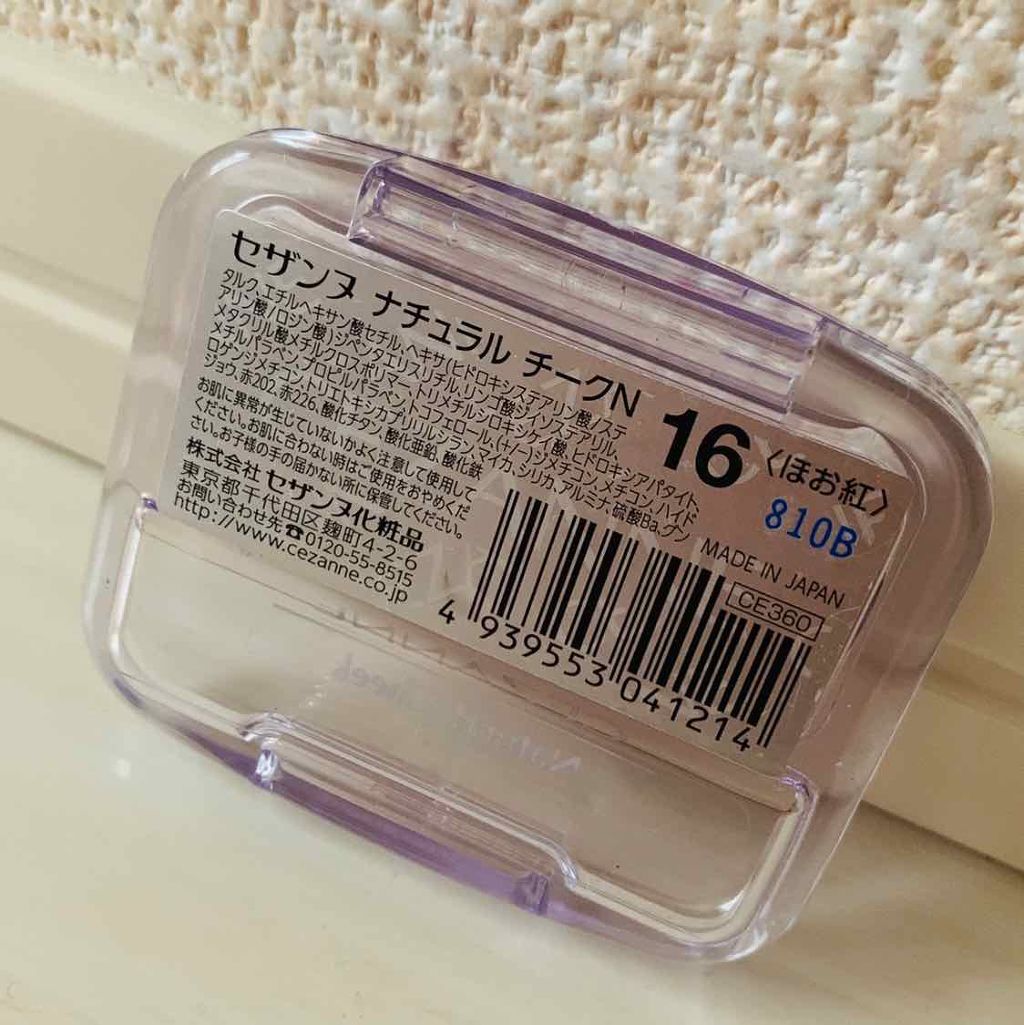 セザンヌ ナチュラル チークN 16 〈ほお紅〉
タルク、エチルヘキサン酸セチル、ヘキサ(ヒドロキシステアリン酸/ステ
アリン酸/ロジン酸)ジペンタエリスリチル、リンゴ酸ジイソステアリル、
メタクリル酸メチルクロスポリマー、トリメチルシロキシケイ酸、ヒドロキシアパタイト、
メチルパラベン、プロピルパラベン、トコフェロール、(ナイロン
ジメチコン、メチコン、ハイド
ロゲンジメチコン、トリエトキシカプリリルシラン、マイカ、シリカ、アルミナ、硫酸Ba、グン
ジョウ、赤202、赤226、酸化チタン、酸化亜鉛、酸化鉄
お肌に異常が生じていないかよく注意して使用して
ください。お肌に合わない時はご使用をおやめくだ
さい。お子様の手の届かない所に保管してください。
株式会社 セザンヌ化粧品
東京都千代田区麹町4-2-6
お問い合わせ先☎0120-55-8515
http://www.cezanne.co.jp
810B
MADE IN JAPAN
CE360
4 939553 041214